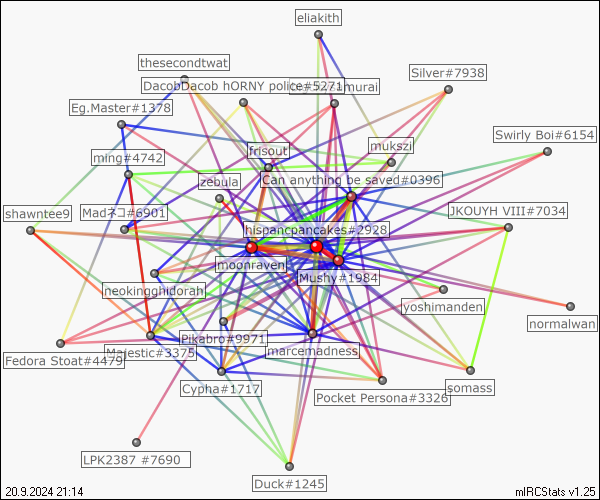 eliakith
thesecondtwat
DacobDacob hORNY police#5271
murai
Silver#7938
Eg.Master#1378
Swirly Boi#6154
mukszi
frisout
ming#4742
Can anything be saved#0396
zebula
shawntee9
Madネコ#6901
JKOUYH VIII#7034
hispancpancakes#2928
moonraven
Mushy#1984
neokingghidorah
yoshimanden
normalwan
Pikabro#9971
Majestic#3375
marcemadness
Fedora Stoat#4479
Cypha#1717
somass
Pocket Persona#3326
LPK2387 #7690
Duck#1245
20.9.2024 21:14
mIRCStats v1.25